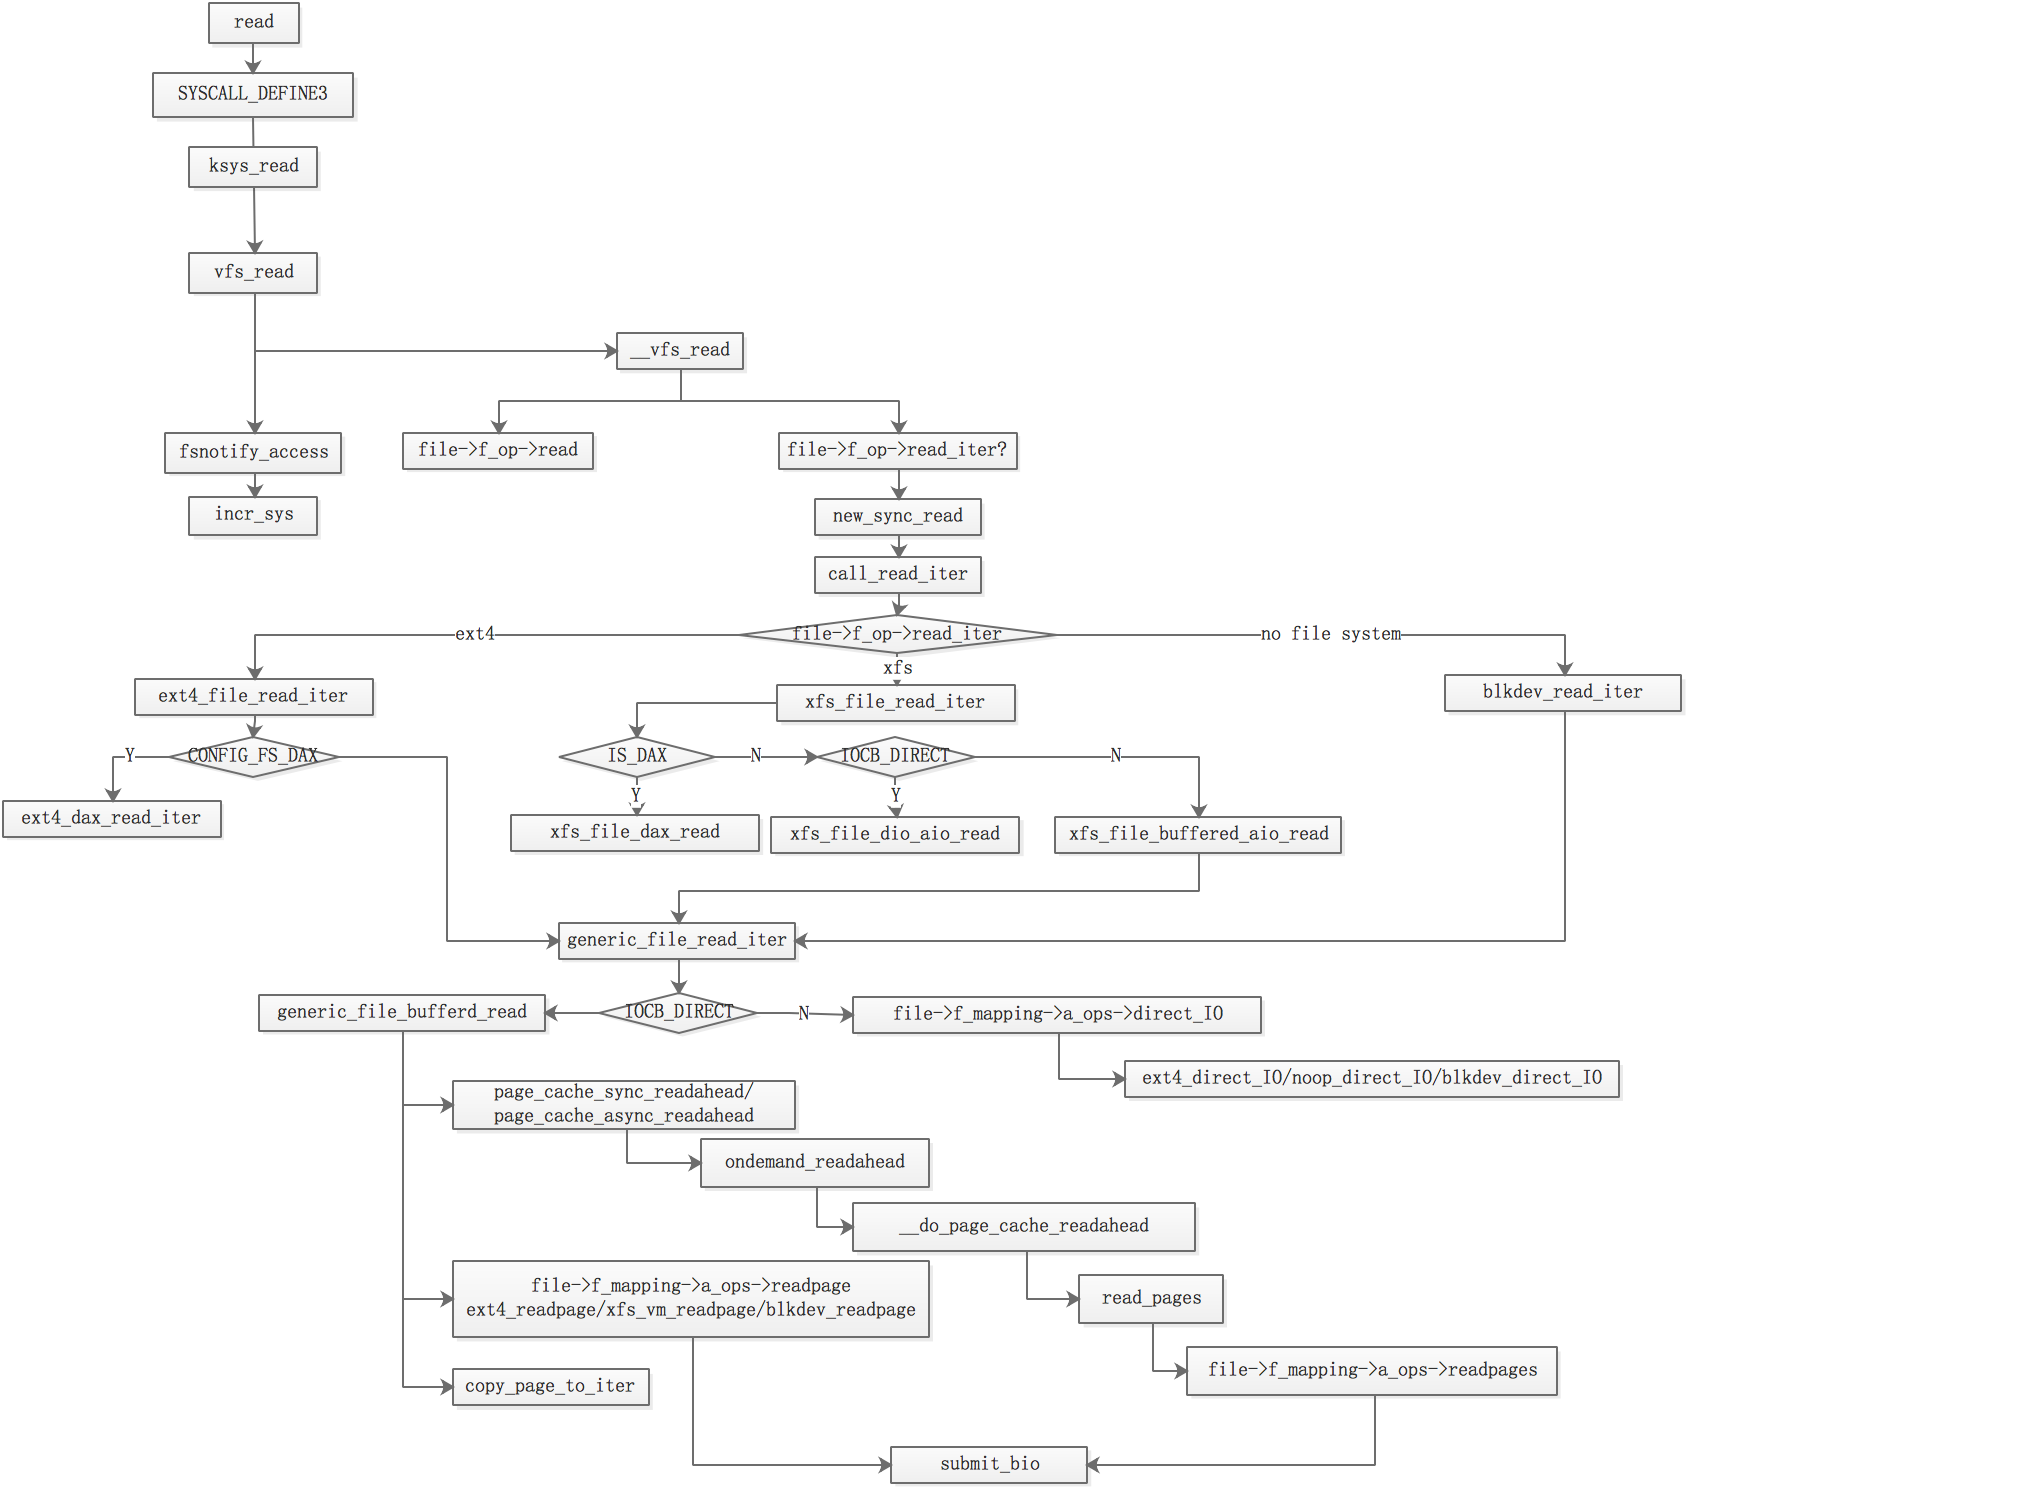 read
SYSCALL_DEFINE3
ksys_read
vfs_read
__vfs_read
fsnotify_access
file->f_op->read
file->f_op->read_iter?
incr_sys
new_sync_read
call_read_iter
ext4
file->f_op->read_iter
no file system
xfs
ext4_file_read_iter
xfs_file_read_iter
blkdev_read_iter
Y
CONFIG_FS_DAX
IS_DAX
N
IOCB_DIRECT
N
Y
Y
ext4_dax_read_iter
xfs_file_dax_read
xfs_file_dio_aio_read
xfs_file_buffered_aio_read
generic_file_read_iter
generic_file_bufferd_read
IOCB_DIRECT
N
file->f_mapping->a_ops->direct_IO
ext4_direct_IO/noop_direct_IO/blkdev_direct_IO
page_cache_sync_readahead/
page_cache_async_readahead
ondemand_readahead
__do_page_cache_readahead
file->f_mapping->a_ops->readpage
ext4_readpage/xfs_vm_readpage/blkdev_readpage
read_pages
file->f_mapping->a_ops->readpages
copy_page_to_iter
submit_bio